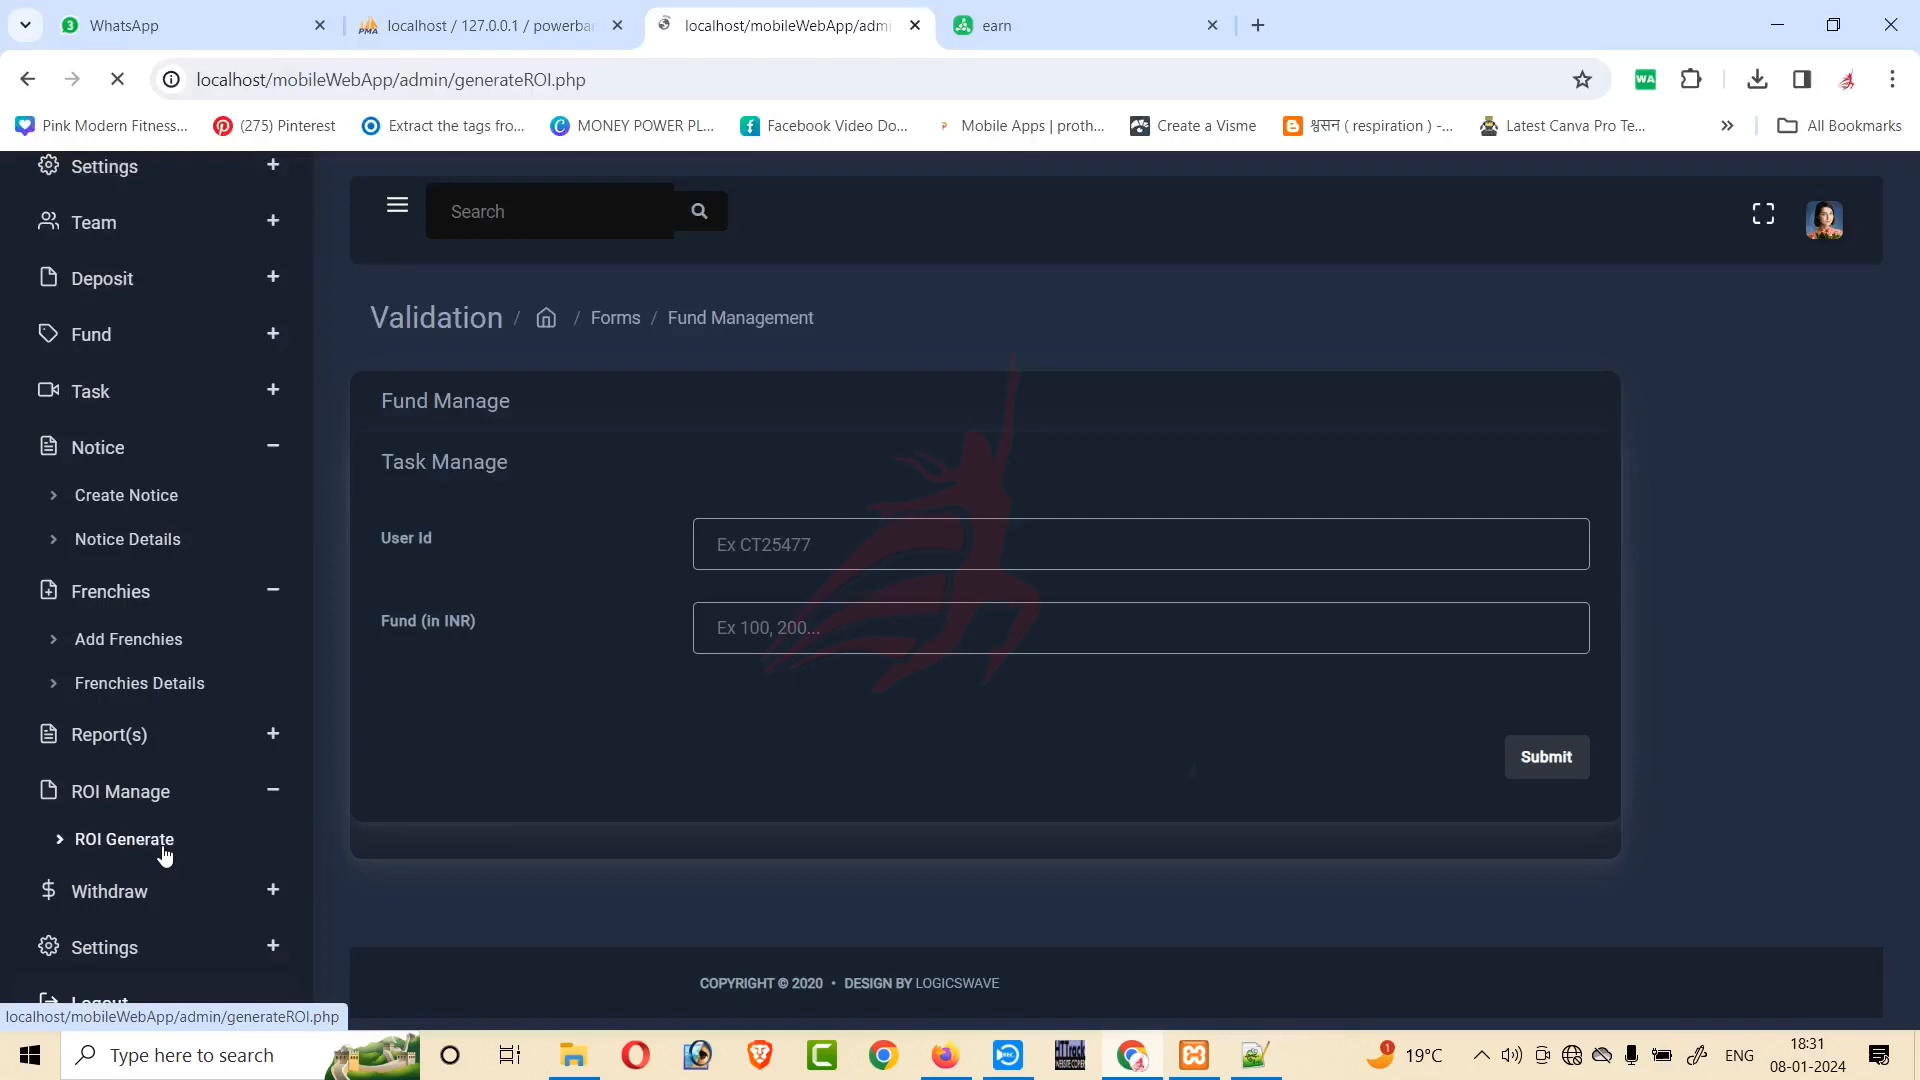 WhatsApp
localhost / 127.0.0.1 / powerba
localhost/mobileWebApp/admi
earn
localhost/mobileWebApp/admin/generateROI.php
Pink Modern Fitness...
(275) Pinterest
Extract the tags fro...
MONEY POWER PL...
Facebook Video Do...
Mobile Apps | proth...
Create a Visme
श्वसन ( respiration ) -...
Latest Canva Pro Te...
All Bookmarks
Settings
Team
Deposit
Fund
Task
Notice
Create Notice
Notice Details
Frenchies
Add Frenchies
Frenchies Details
Report(s)
ROI Manage
ROI Generate
Withdraw
Settings
Logout
Search
Validation / / Forms / Fund Management
Fund Manage
Task Manage
User Id
Ex CT25477
Fund (in INR)
Ex 100, 200...
Submit
COPYRIGHT © 2020 • DESIGN BY LOGICSWAVE
localhost/mobileWebApp/admin/generateROI.php
Type here to search
19°C
ENG
18:31
08-01-2024